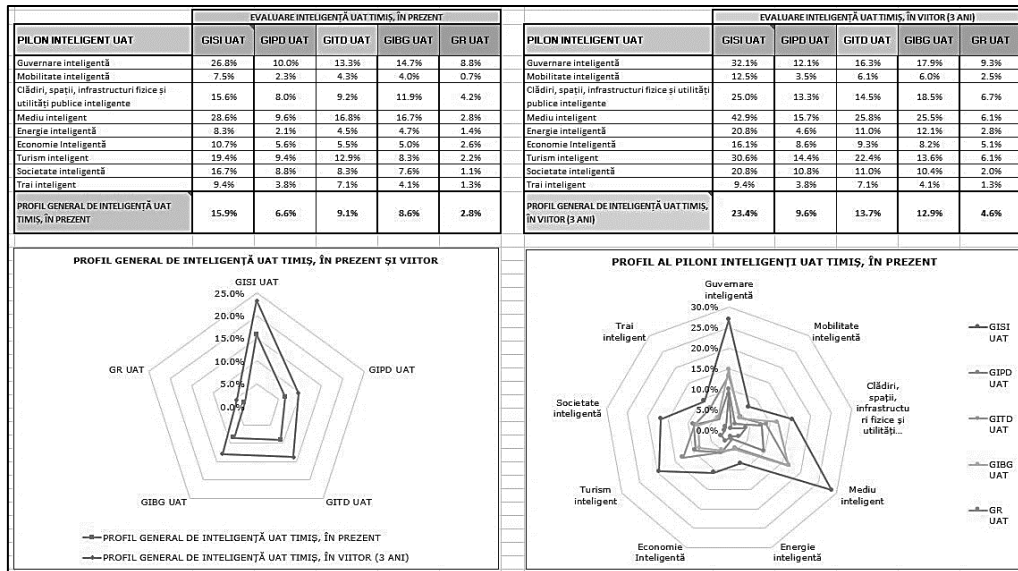 EVALUARE INTELIGENȚĂ UAT TIMIȘ, ÎN PREZENT
PILON INTELIGENT UAT GISI UAT GIPD UAT GITD UAT GIBG UAT GR UAT
Guvernare inteligentă 26.8% 10.0% 13.3% 14.7% 8.8%
Mobilitate inteligentă 7.5% 2.3% 4.3% 4.0% 0.7%
Clădiri, spații, infrastructuri fizice și
utilități publice inteligente 15.6% 8.0% 9.2% 11.9% 4.2%
Mediu inteligent 28.6% 9.6% 16.8% 16.7% 2.8%
Energie inteligentă 8.3% 2.1% 4.5% 4.7% 1.4%
Economie Inteligentă 10.7% 5.6% 5.5% 5.0% 2.6%
Turism inteligent 19.4% 9.4% 12.9% 8.3% 2.2%
Societate inteligentă 16.7% 8.8% 8.3% 7.6% 1.1%
Trai inteligent 9.4% 3.8% 7.1% 4.1% 1.3%
PROFIL GENERAL DE INTELIGENȚĂ UAT
TIMIȘ, ÎN PREZENT 15.9% 6.6% 9.1% 8.6% 2.8%
EVALUARE INTELIGENȚĂ UAT TIMIȘ, ÎN VIITOR (3 ANI)
PILON INTELIGENT UAT GISI UAT GIPD UAT GITD UAT GIBG UAT GR UAT
Guvernare inteligentă 32.1% 12.1% 16.3% 17.9% 9.3%
Mobilitate inteligentă 12.5% 3.5% 6.1% 6.0% 2.5%
Clădiri, spații, infrastructuri fizice și utilități
publice inteligente 25.0% 13.3% 14.5% 18.5% 6.7%
Mediu inteligent 42.9% 15.7% 25.8% 25.5% 6.1%
Energie inteligentă 20.8% 4.6% 11.0% 12.1% 2.8%
Economie Inteligentă 16.1% 8.6% 9.3% 8.2% 5.1%
Turism inteligent 30.6% 14.4% 22.4% 13.6% 6.1%
Societate inteligentă 20.8% 10.8% 11.0% 10.4% 2.0%
Trai inteligent 9.4% 3.8% 7.1% 4.1% 1.3%
PROFIL GENERAL DE INTELIGENȚĂ UAT TIMIȘ,
ÎN VIITOR (3 ANI) 23.4% 9.6% 13.7% 12.9% 4.6%
PROFIL GENERAL DE INTELIGENȚĂ UAT TIMIȘ, ÎN PREZENT ȘI VIITOR
GISI UAT
25.0%
20.0%
15.0%
10.0%
5.0%
0.0%
GR UAT
GIPD UAT
GIBG UAT
GITD UAT
PROFIL GENERAL DE INTELIGENȚĂ UAT TIMIȘ, ÎN PREZENT
PROFIL GENERAL DE INTELIGENȚĂ UAT TIMIȘ, ÎN VIITOR (3 ANI)
PROFIL AL PILONI INTELIGENȚI UAT TIMIȘ, ÎN PREZENT
Guvernare
inteligentă
30.0%
25.0%
20.0%
15.0%
10.0%
5.0%
0.0%
Trai
inteligent
Mobilitate
inteligentă
Societate
inteligentă
Clădiri,
spații,
infrastructu
ri fizice și
utilități...
Turism
inteligent
Mediu
inteligent
Economie
Inteligentă
Energie
inteligentă
GISI
UAT
GIPD
UAT
GITD
UAT
GIBG
UAT
GR
UAT